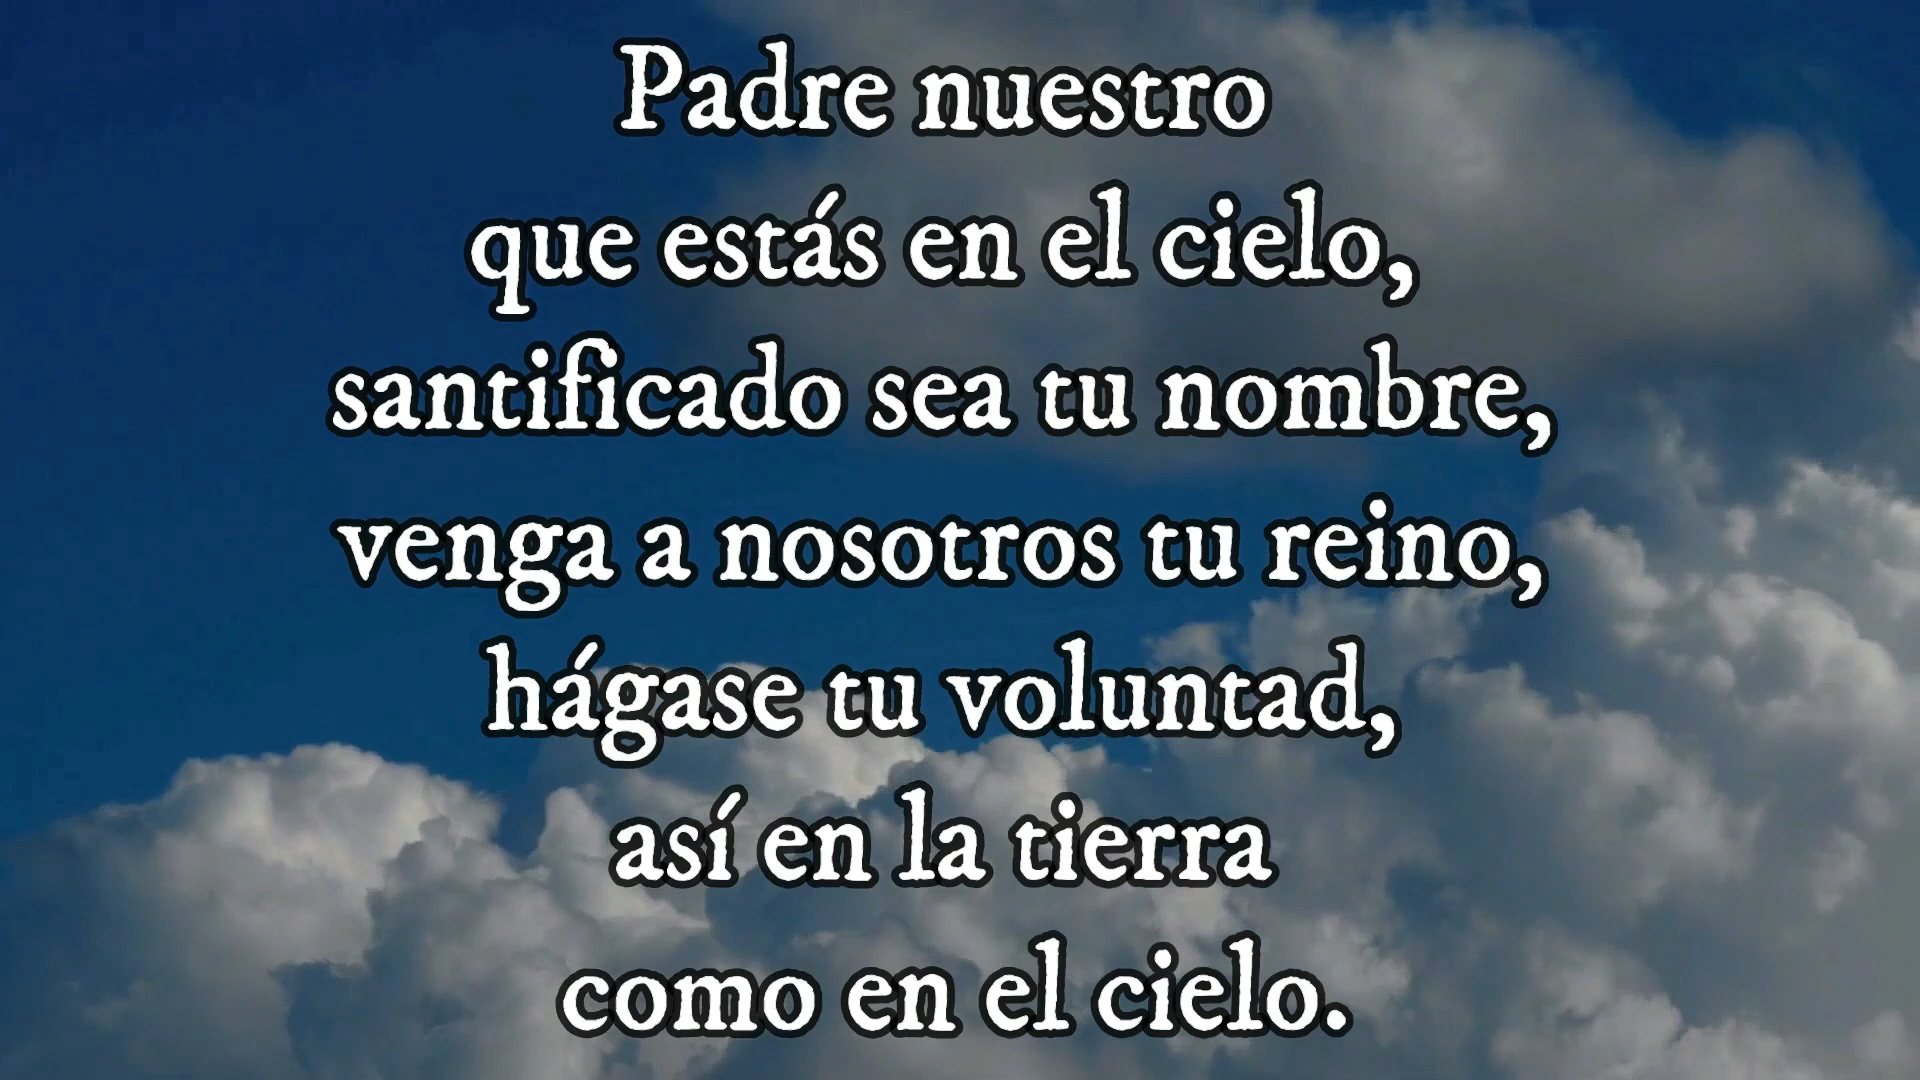 Padre nuestro
que estás en el cielo,
santificado sea tu nombre,
venga a nosotros tu reino,
hágase tu voluntad,
así en la tierra
como en el cielo.